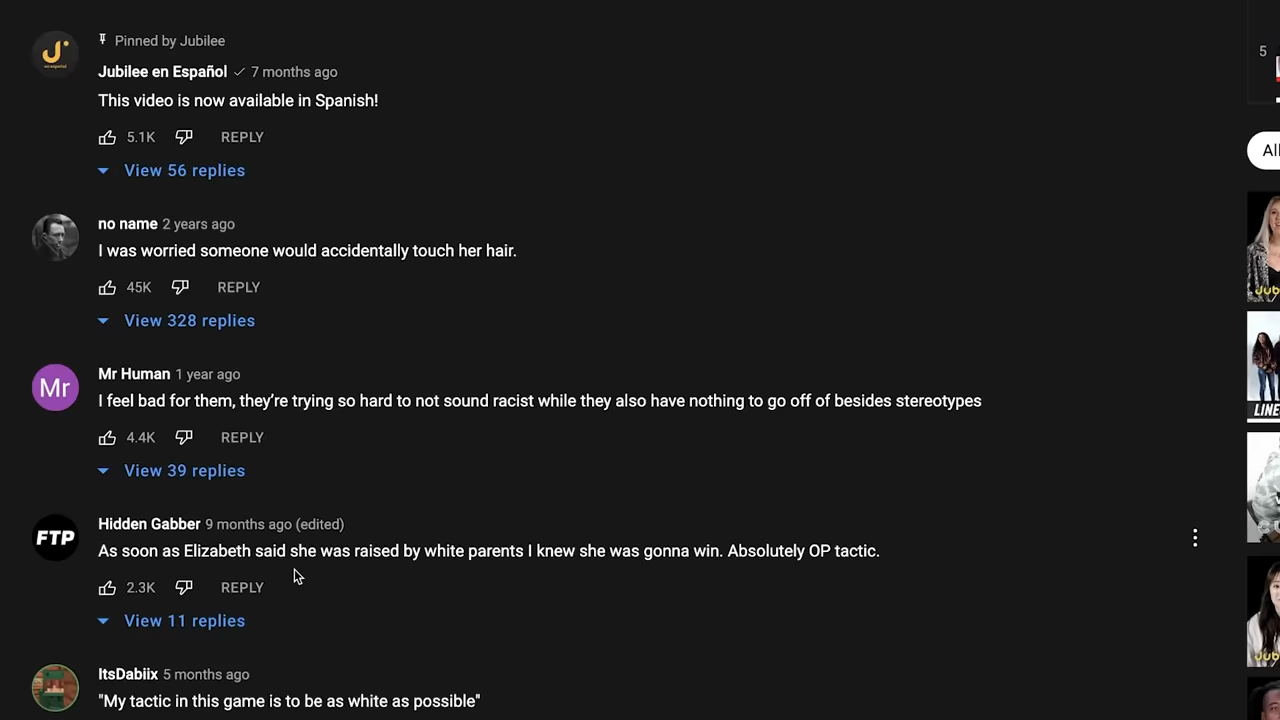 Pinned by Jubilee
Jubilee en Español 7 months ago
This video is now available in Spanish!
5.1K REPLY
View 56 replies
no name 2 years ago
I was worried someone would accidentally touch her hair.
45K REPLY
View 328 replies
Mr
Mr Human 1 year ago
I feel bad for them, they’re trying so hard to not sound racist while they also have nothing to go off of besides stereotypes
4.4K REPLY
View 39 replies
FTP
Hidden Gabber 9 months ago (edited)
As soon as Elizabeth said she was raised by white parents I knew she was gonna win. Absolutely OP tactic.
2.3K REPLY
View 11 replies
ItsDabiix 5 months ago
"My tactic in this game is to be as white as possible"
5
All
LINE